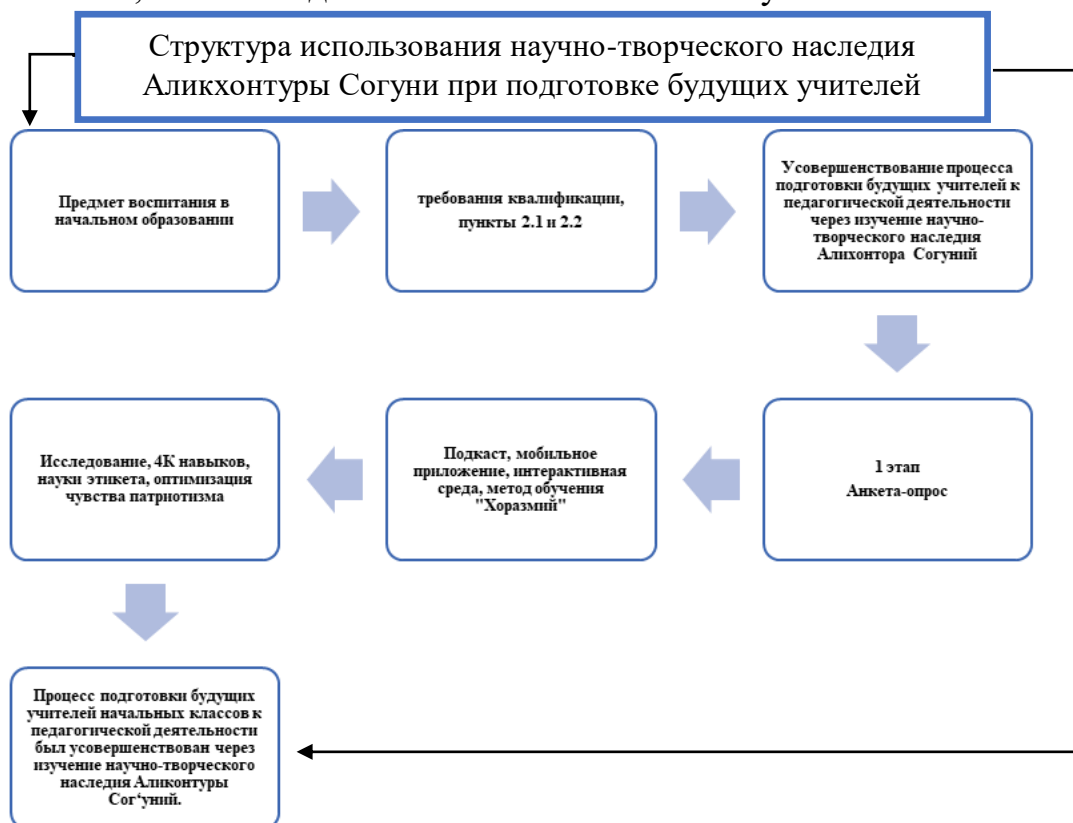 Структура использования научно-творческого наследия
Аликхонтуры Согуни при подготовке будущих учителей
Предмет воспитания в
начальном образовании
требования квалификации,
пункты 2.1 и 2.2
Усовершенствование процесса
подготовки будущих учителей к
педагогической деятельности
через изучение научно-
творческого наследия
Алихонтора Согуний
Исследование, 4К навыков,
науки этикета, оптимизация
чувства патриотизма
Подкаст, мобильное
приложение, интерактивная
среда, метод обучения
"Хоразмий"
1 этап
Анкета-опрос
Процесс подготовки будущих
учителей начальных классов к
педагогической деятельности
был усовершенствован через
изучение научно-творческого
наследия Аликонтуры
Сог‘уний.